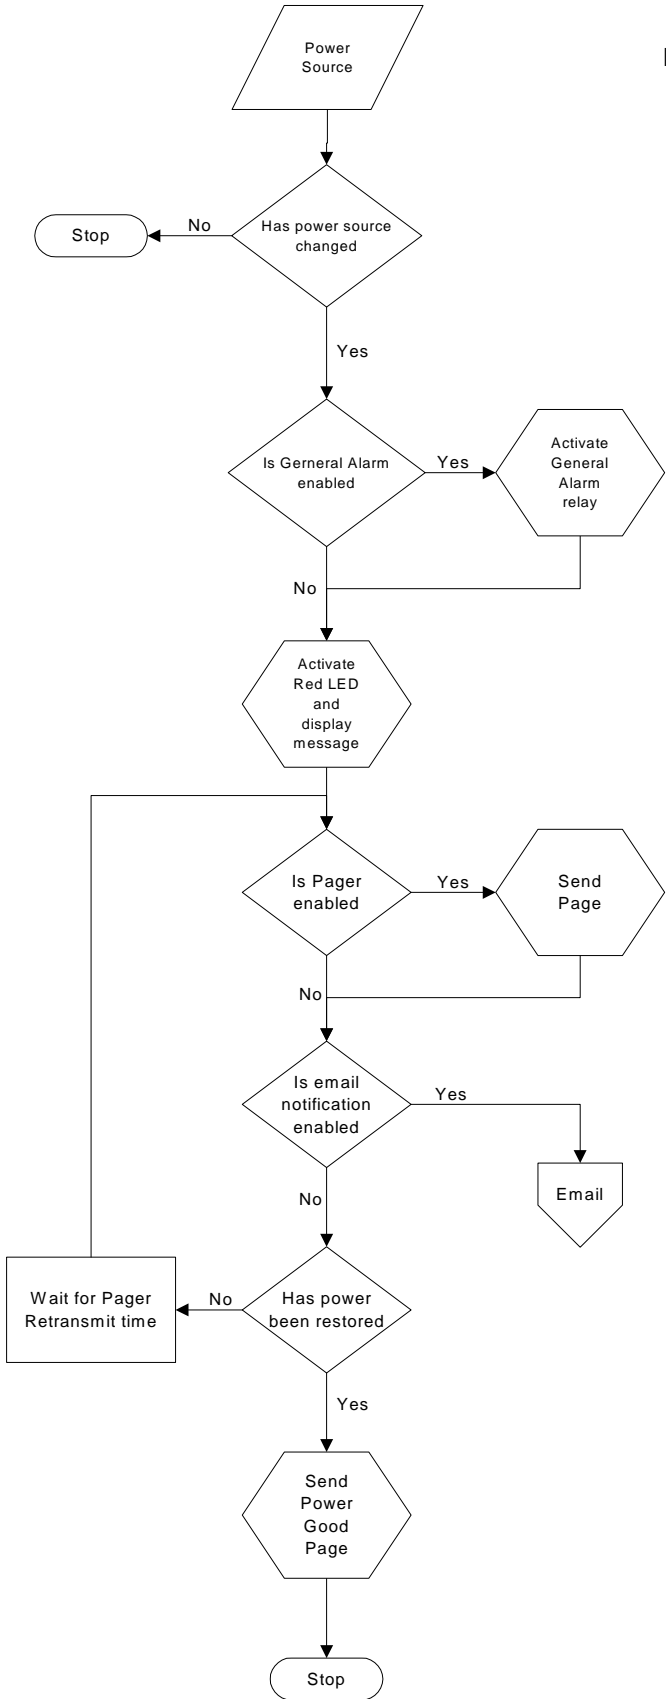 Power
Source
Has power source
changed
No
Stop
Yes
Is Gerneral Alarm
enabled
Yes
Activate
General
Alarm
relay
No
Activate
Red LED
and
display
message
Is Pager
enabled
Yes
Send
Page
No
Is email
notification
enabled
Yes
Email
No
Has power
been restored
No
Wait for Pager
Retransmit time
Yes
Send
Power
Good
Page
Stop